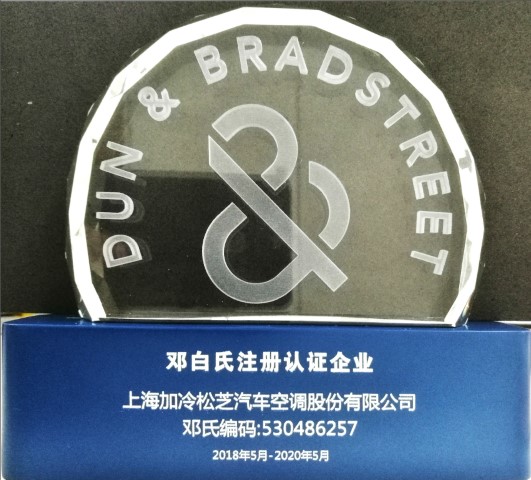 DUN & BRADSTREET
&
邓白氏注册认证企业
上海加冷松芝汽车空调股份有限公司
邓氏编码:530486257
2018年5月-2020年5月